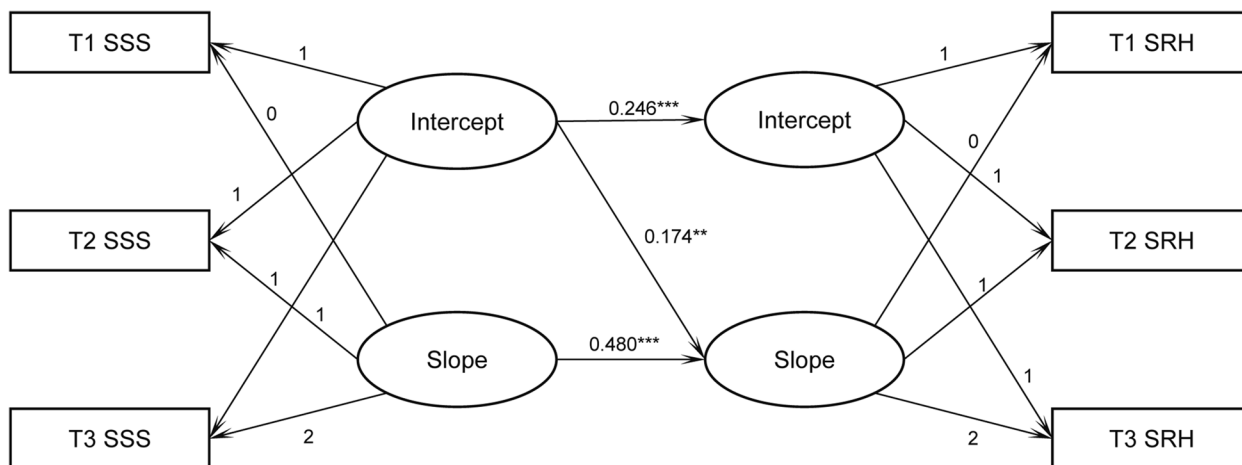 T1 SSS
1
1
T1 SRH
0
Intercept
0.246***
Intercept
0
1
1
T2 SSS
0.174**
T2 SRH
1
1
1
Slope
0.480***
Slope
1
T3 SSS
2
2
T3 SRH